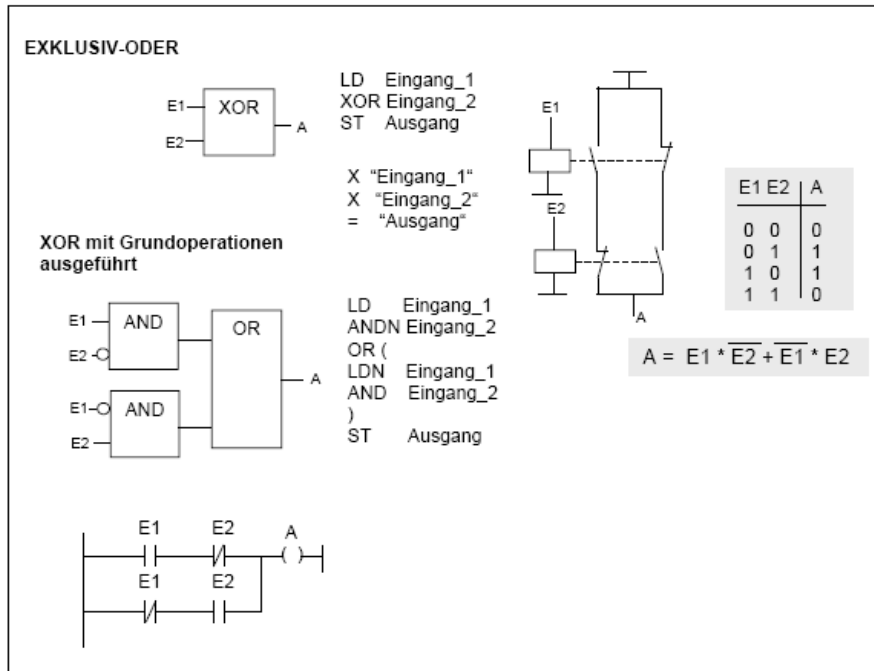 EXKLUSIV-ODER
E1
E2
XOR
A
LD Eingang_1
XOR Eingang_2
ST Ausgang
X “Eingang_1“
X “Eingang_2“
= “Ausgang“
E1
E2
A
E1 E2 A
0 0 0
0 1 1
1 0 1
1 1 0
A = E1 * E̅2̅ + E̅1̅ * E2
XOR mit Grundoperationen
ausgeführt
E1
E2
AND
E1
E2
AND
OR
A
LD Eingang_1
ANDN Eingang_2
OR (
LDN Eingang_1
AND Eingang_2
)
ST Ausgang
E1 E2 A
( )
E1 E2